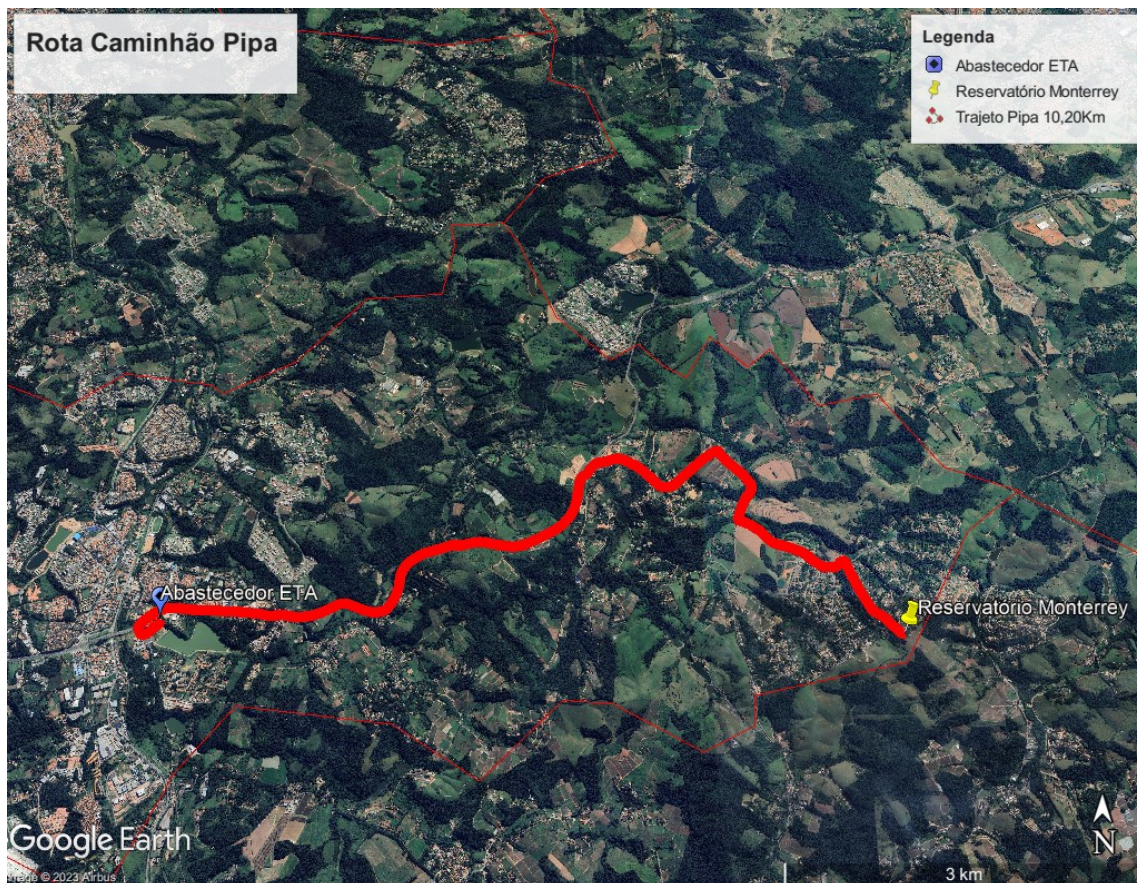 Rota Caminhão Pipa
Legenda
Abastecedor ETA
Reservatório Monterrey
Trajeto Pipa 10,20Km
Abastecedor ETA
Reservatório Monterrey
N
Google Earth
Image © 2023 Airbus
3 km